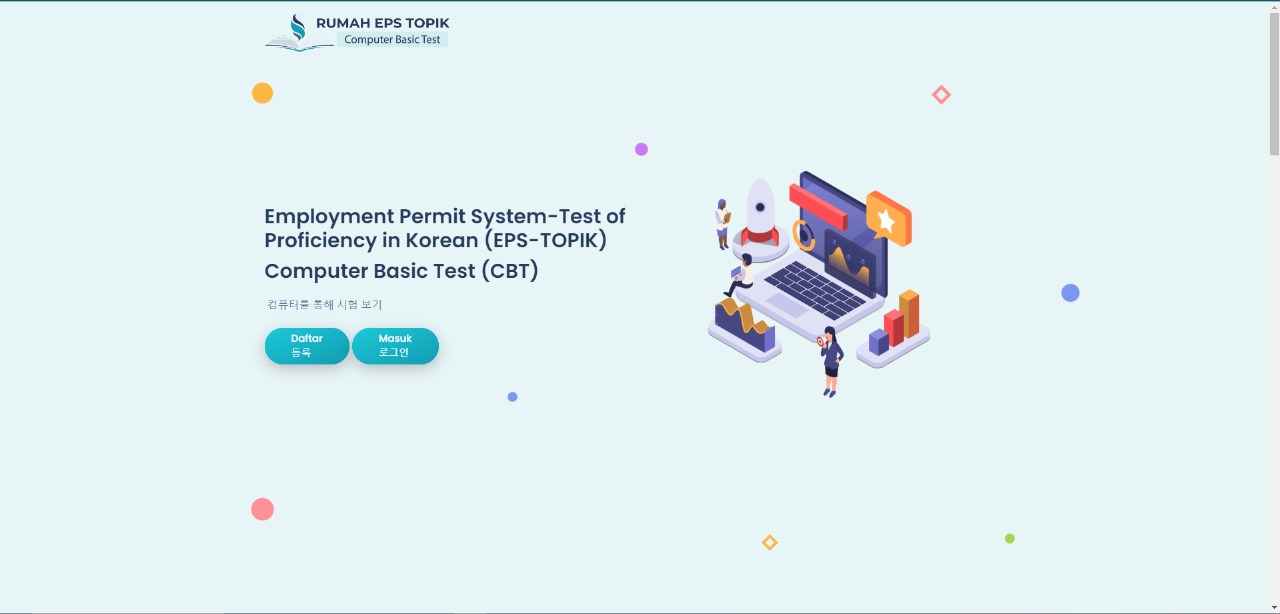 RUMAH EPS TOPIK
Computer Basic Test
Employment Permit System-Test of
Proficiency in Korean (EPS-TOPIK)
Computer Basic Test (CBT)
컴퓨터를 통해 시험 보기
Daftar
등록
Masuk
로그인